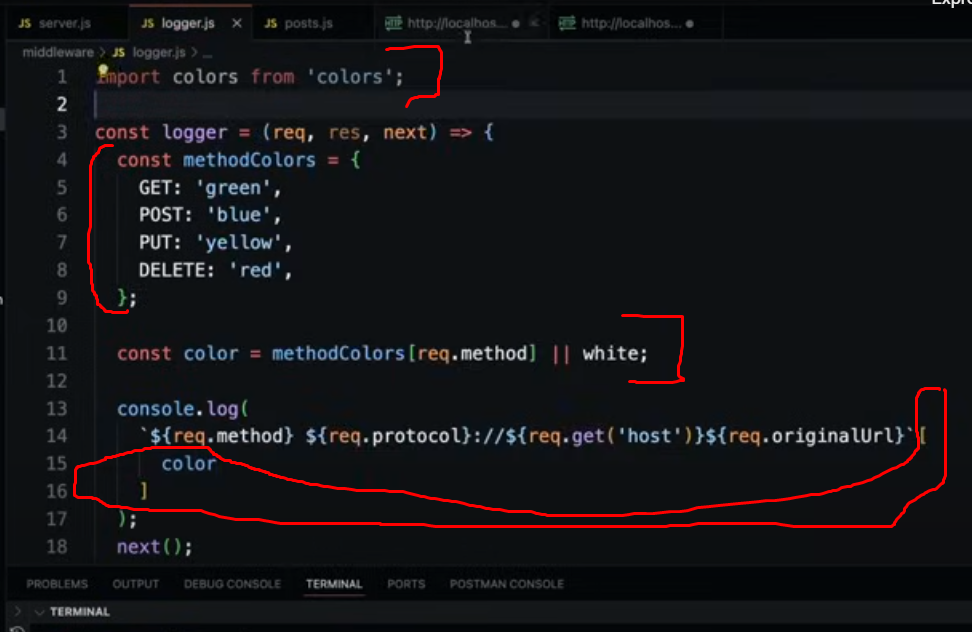 Expre
JS server.js
JS logger.js ×
JS posts.js
HTTP http://localhos... ●
HTTP http://localhos... ●
middleware > JS logger.js > ...
1 import colors from 'colors';
2
3 const logger = (req, res, next) => {
4 const methodColors = {
5 GET: 'green',
6 POST: 'blue',
7 PUT: 'yellow',
8 DELETE: 'red',
9 };
10
11 const color = methodColors[req.method] || white;
12
13 console.log(
14 `${req.method} ${req.protocol}://${req.get('host')}${req.originalUrl}`[
15 color
16 ]
17 );
18 next();
PROBLEMS OUTPUT DEBUG CONSOLE TERMINAL PORTS POSTMAN CONSOLE
> ∨ TERMINAL